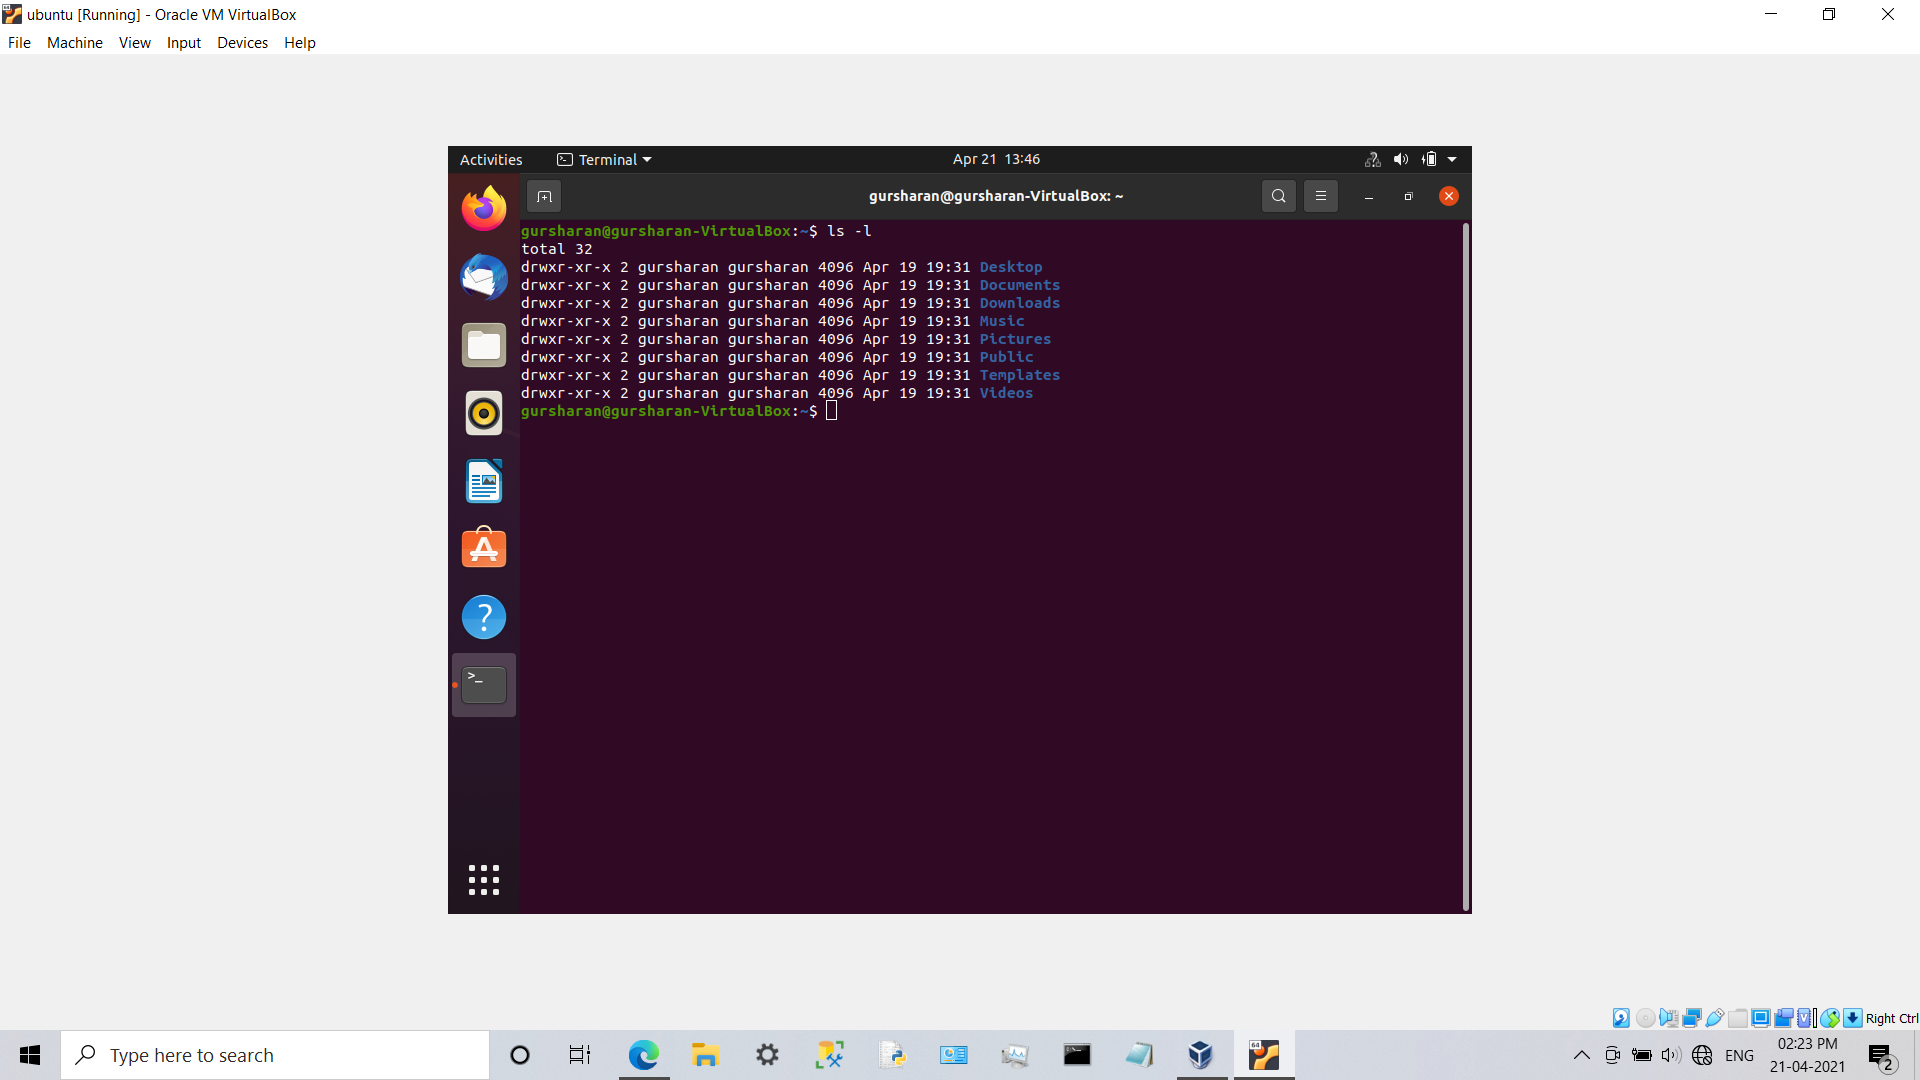 ubuntu [Running] - Oracle VM VirtualBox
File Machine View Input Devices Help
Activities Terminal Apr 21 13:46
gursharan@gursharan-VirtualBox: ~
gursharan@gursharan-VirtualBox:~$ ls -l
total 32
drwxr-xr-x 2 gursharan gursharan 4096 Apr 19 19:31 Desktop
drwxr-xr-x 2 gursharan gursharan 4096 Apr 19 19:31 Documents
drwxr-xr-x 2 gursharan gursharan 4096 Apr 19 19:31 Downloads
drwxr-xr-x 2 gursharan gursharan 4096 Apr 19 19:31 Music
drwxr-xr-x 2 gursharan gursharan 4096 Apr 19 19:31 Pictures
drwxr-xr-x 2 gursharan gursharan 4096 Apr 19 19:31 Public
drwxr-xr-x 2 gursharan gursharan 4096 Apr 19 19:31 Templates
drwxr-xr-x 2 gursharan gursharan 4096 Apr 19 19:31 Videos
gursharan@gursharan-VirtualBox:~$
Right Ctrl
Type here to search
ENG
02:23 PM
21-04-2021
2